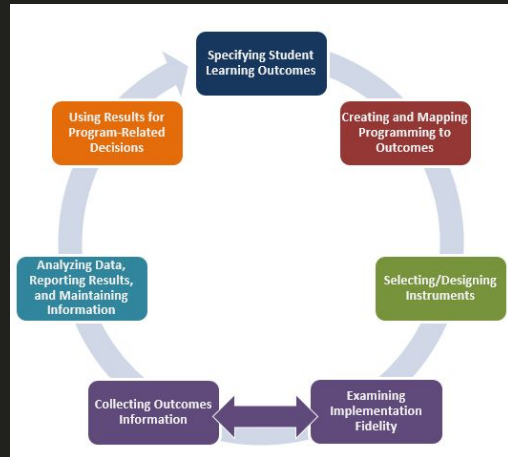 Specifying Student
Learning Outcomes
Creating and Mapping
Programming to
Outcomes
Selecting/Designing
Instruments
Examining
Implementation
Fidelity
Collecting Outcomes
Information
Analyzing Data,
Reporting Results,
and Maintaining
Information
Using Results for
Program-Related
Decisions